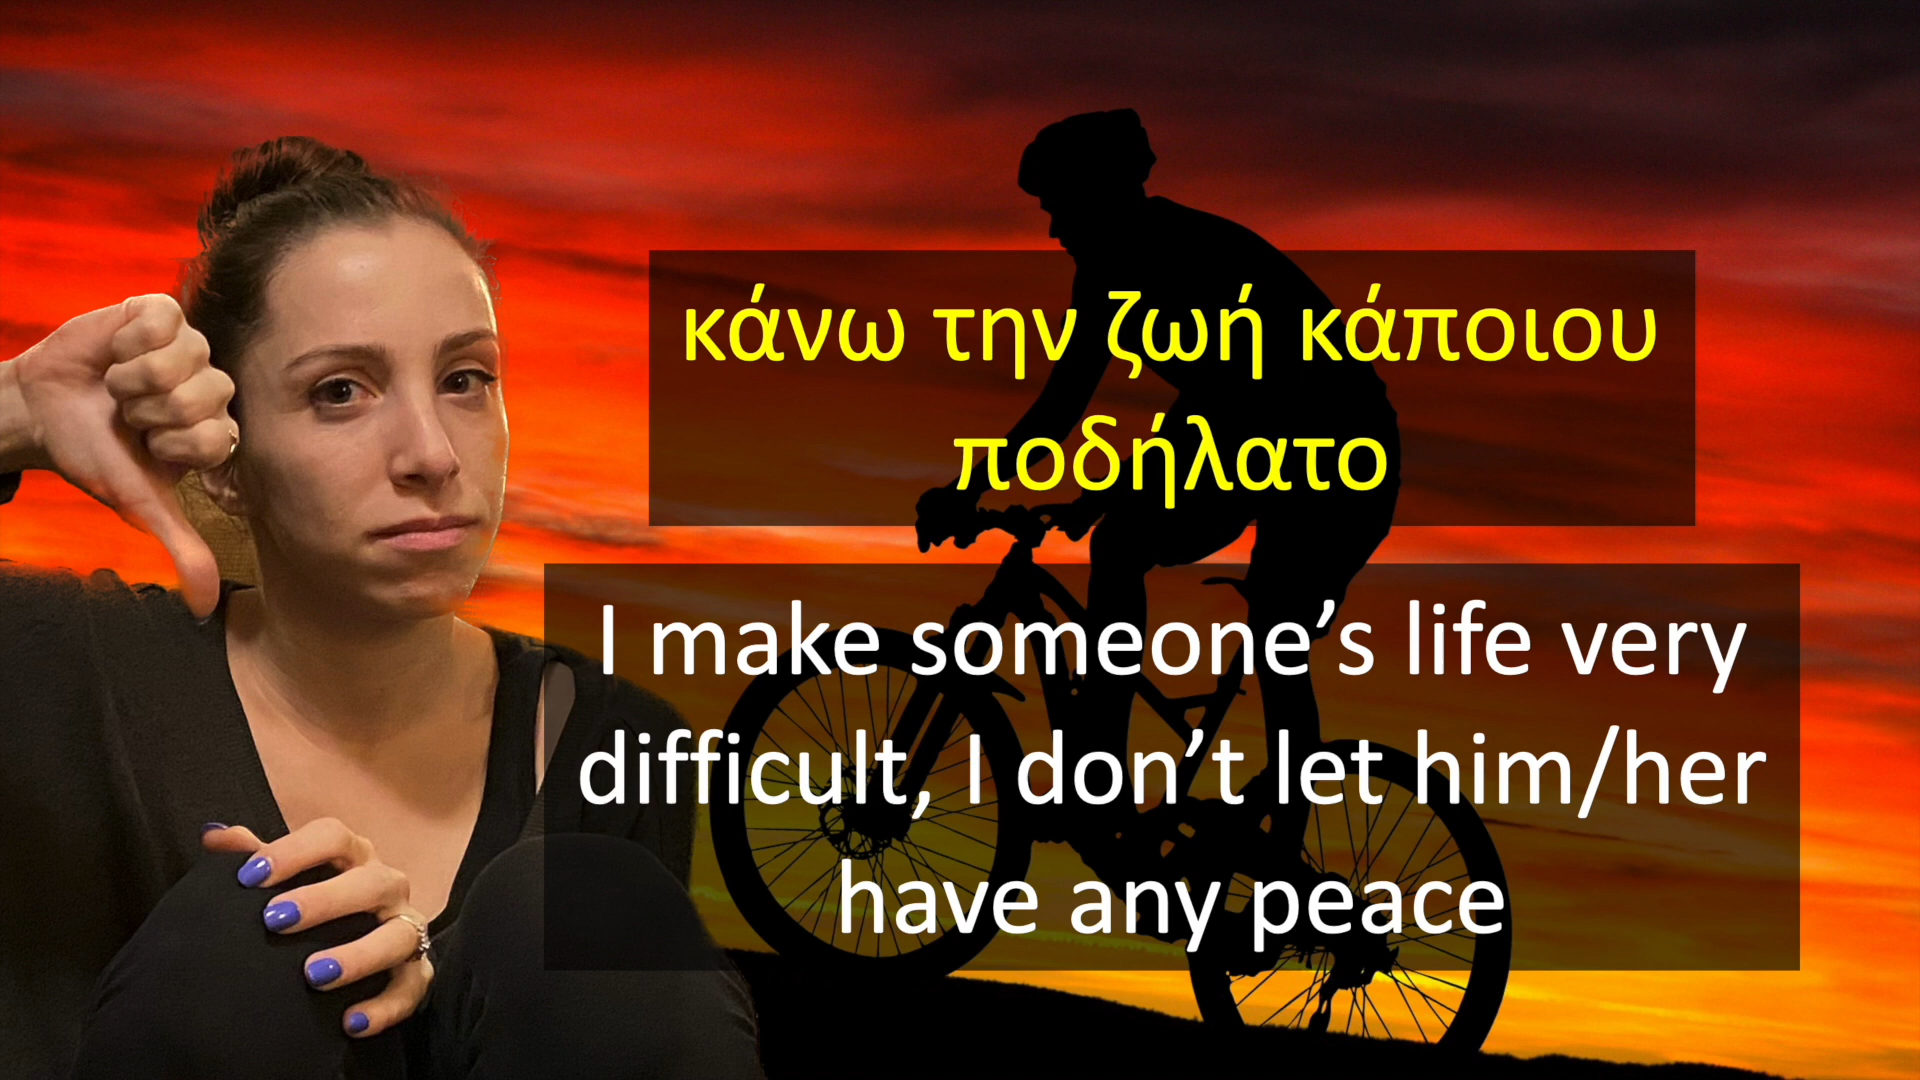 κάνω την ζωή κάποιου
ποδήλατο
I make someone’s life very
difficult, I don’t let him/her
have any peace